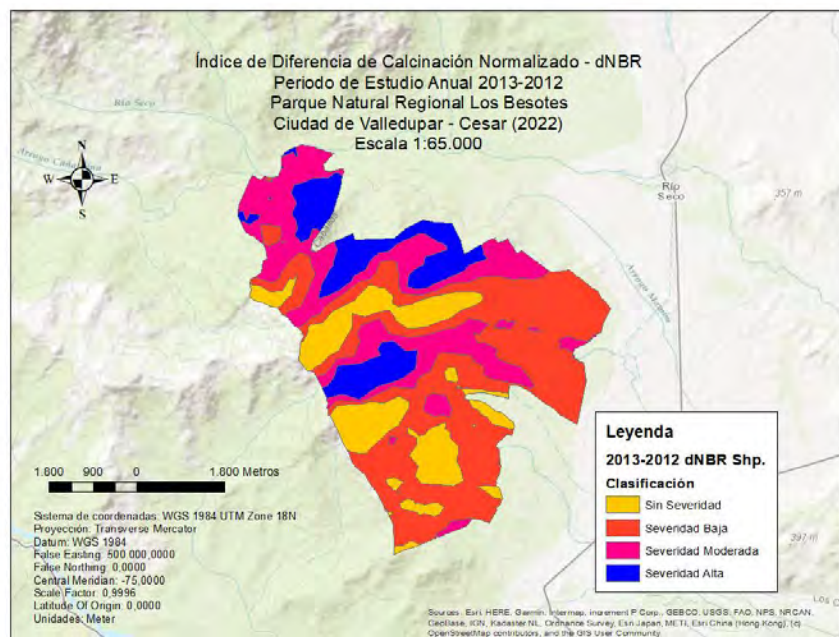 Índice de Diferencia de Calcinación Normalizado - dNBR
Periodo de Estudio Anual 2013-2012
Parque Natural Regional Los Besotes
Ciudad de Valledupar - Cesar (2022)
Escala 1:65.000
Río Seco
N
W E
S
Río
Seco
357 m
Arroyo
Leyenda
2013-2012 dNBR Shp.
Clasificación
Sin Severidad
Severidad Baja
Severidad Moderada
Severidad Alta
1.800 900 0 1.800 Metros
Sistema de coordenadas: WGS 1984 UTM Zone 18N
Proyección: Transverse Mercator
Datum: WGS 1984
False Easting: 500.000,0000
False Northing: 0,0000
Central Meridian: -75,0000
Scale Factor: 0,9996
Latitude Of Origin: 0,0000
Unidades: Meter
397 m
Los
Sources: Esri, HERE, Garmin, Intermap, increment P Corp., GEBCO, USGS, FAO, NPS, NRCAN,
GeoBase, IGN, Kadaster NL, Ordnance Survey, Esri Japan, METI, Esri China (Hong Kong), (c)
OpenStreetMap contributors, and the GIS User Community